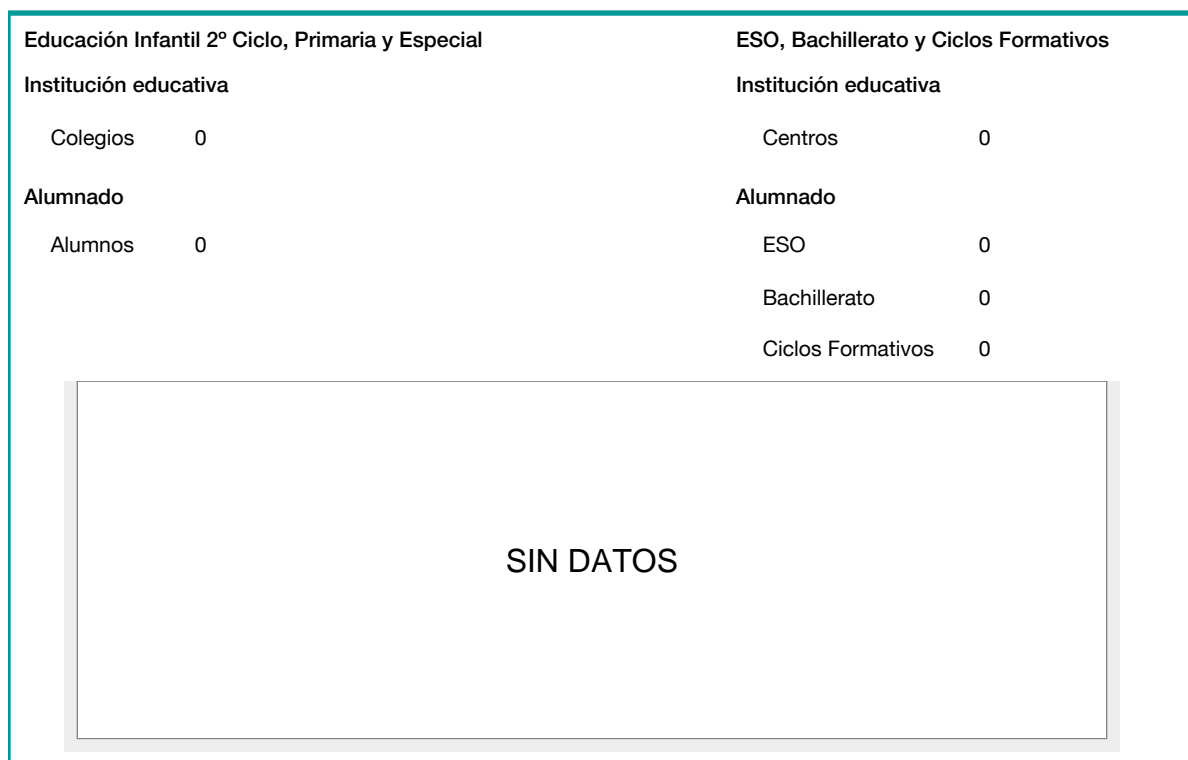 Educación Infantil 2º Ciclo, Primaria y Especial
Institución educativa
Colegios 0
Alumnado
Alumnos 0
ESO, Bachillerato y Ciclos Formativos
Institución educativa
Centros 0
Alumnado
ESO 0
Bachillerato 0
Ciclos Formativos 0
SIN DATOS